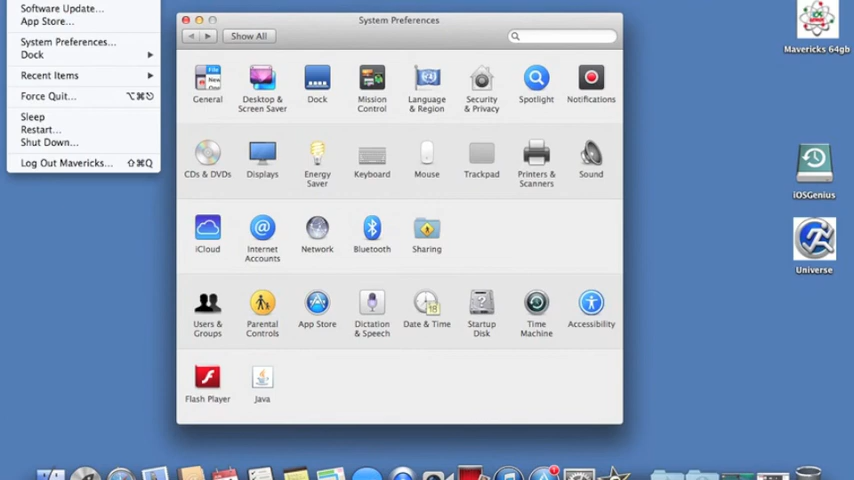 Software Update...
App Store...
System Preferences...
Dock
Recent Items
Force Quit... ⌥⌘⎋
Sleep
Restart...
Shut Down...
Log Out Mavericks... ⇧⌘Q
System Preferences
Show All
General
Desktop &
Screen Saver
Dock
Mission
Control
Language
& Region
Security
& Privacy
Spotlight
Notifications
CDs & DVDs
Displays
Energy
Saver
Keyboard
Mouse
Trackpad
Printers &
Scanners
Sound
iCloud
Internet
Accounts
Network
Bluetooth
Sharing
Users &
Groups
Parental
Controls
App Store
Dictation
& Speech
Date & Time
Startup
Disk
Time
Machine
Accessibility
Flash Player
Java
Mavericks 64gb
iOSGenius
Universe